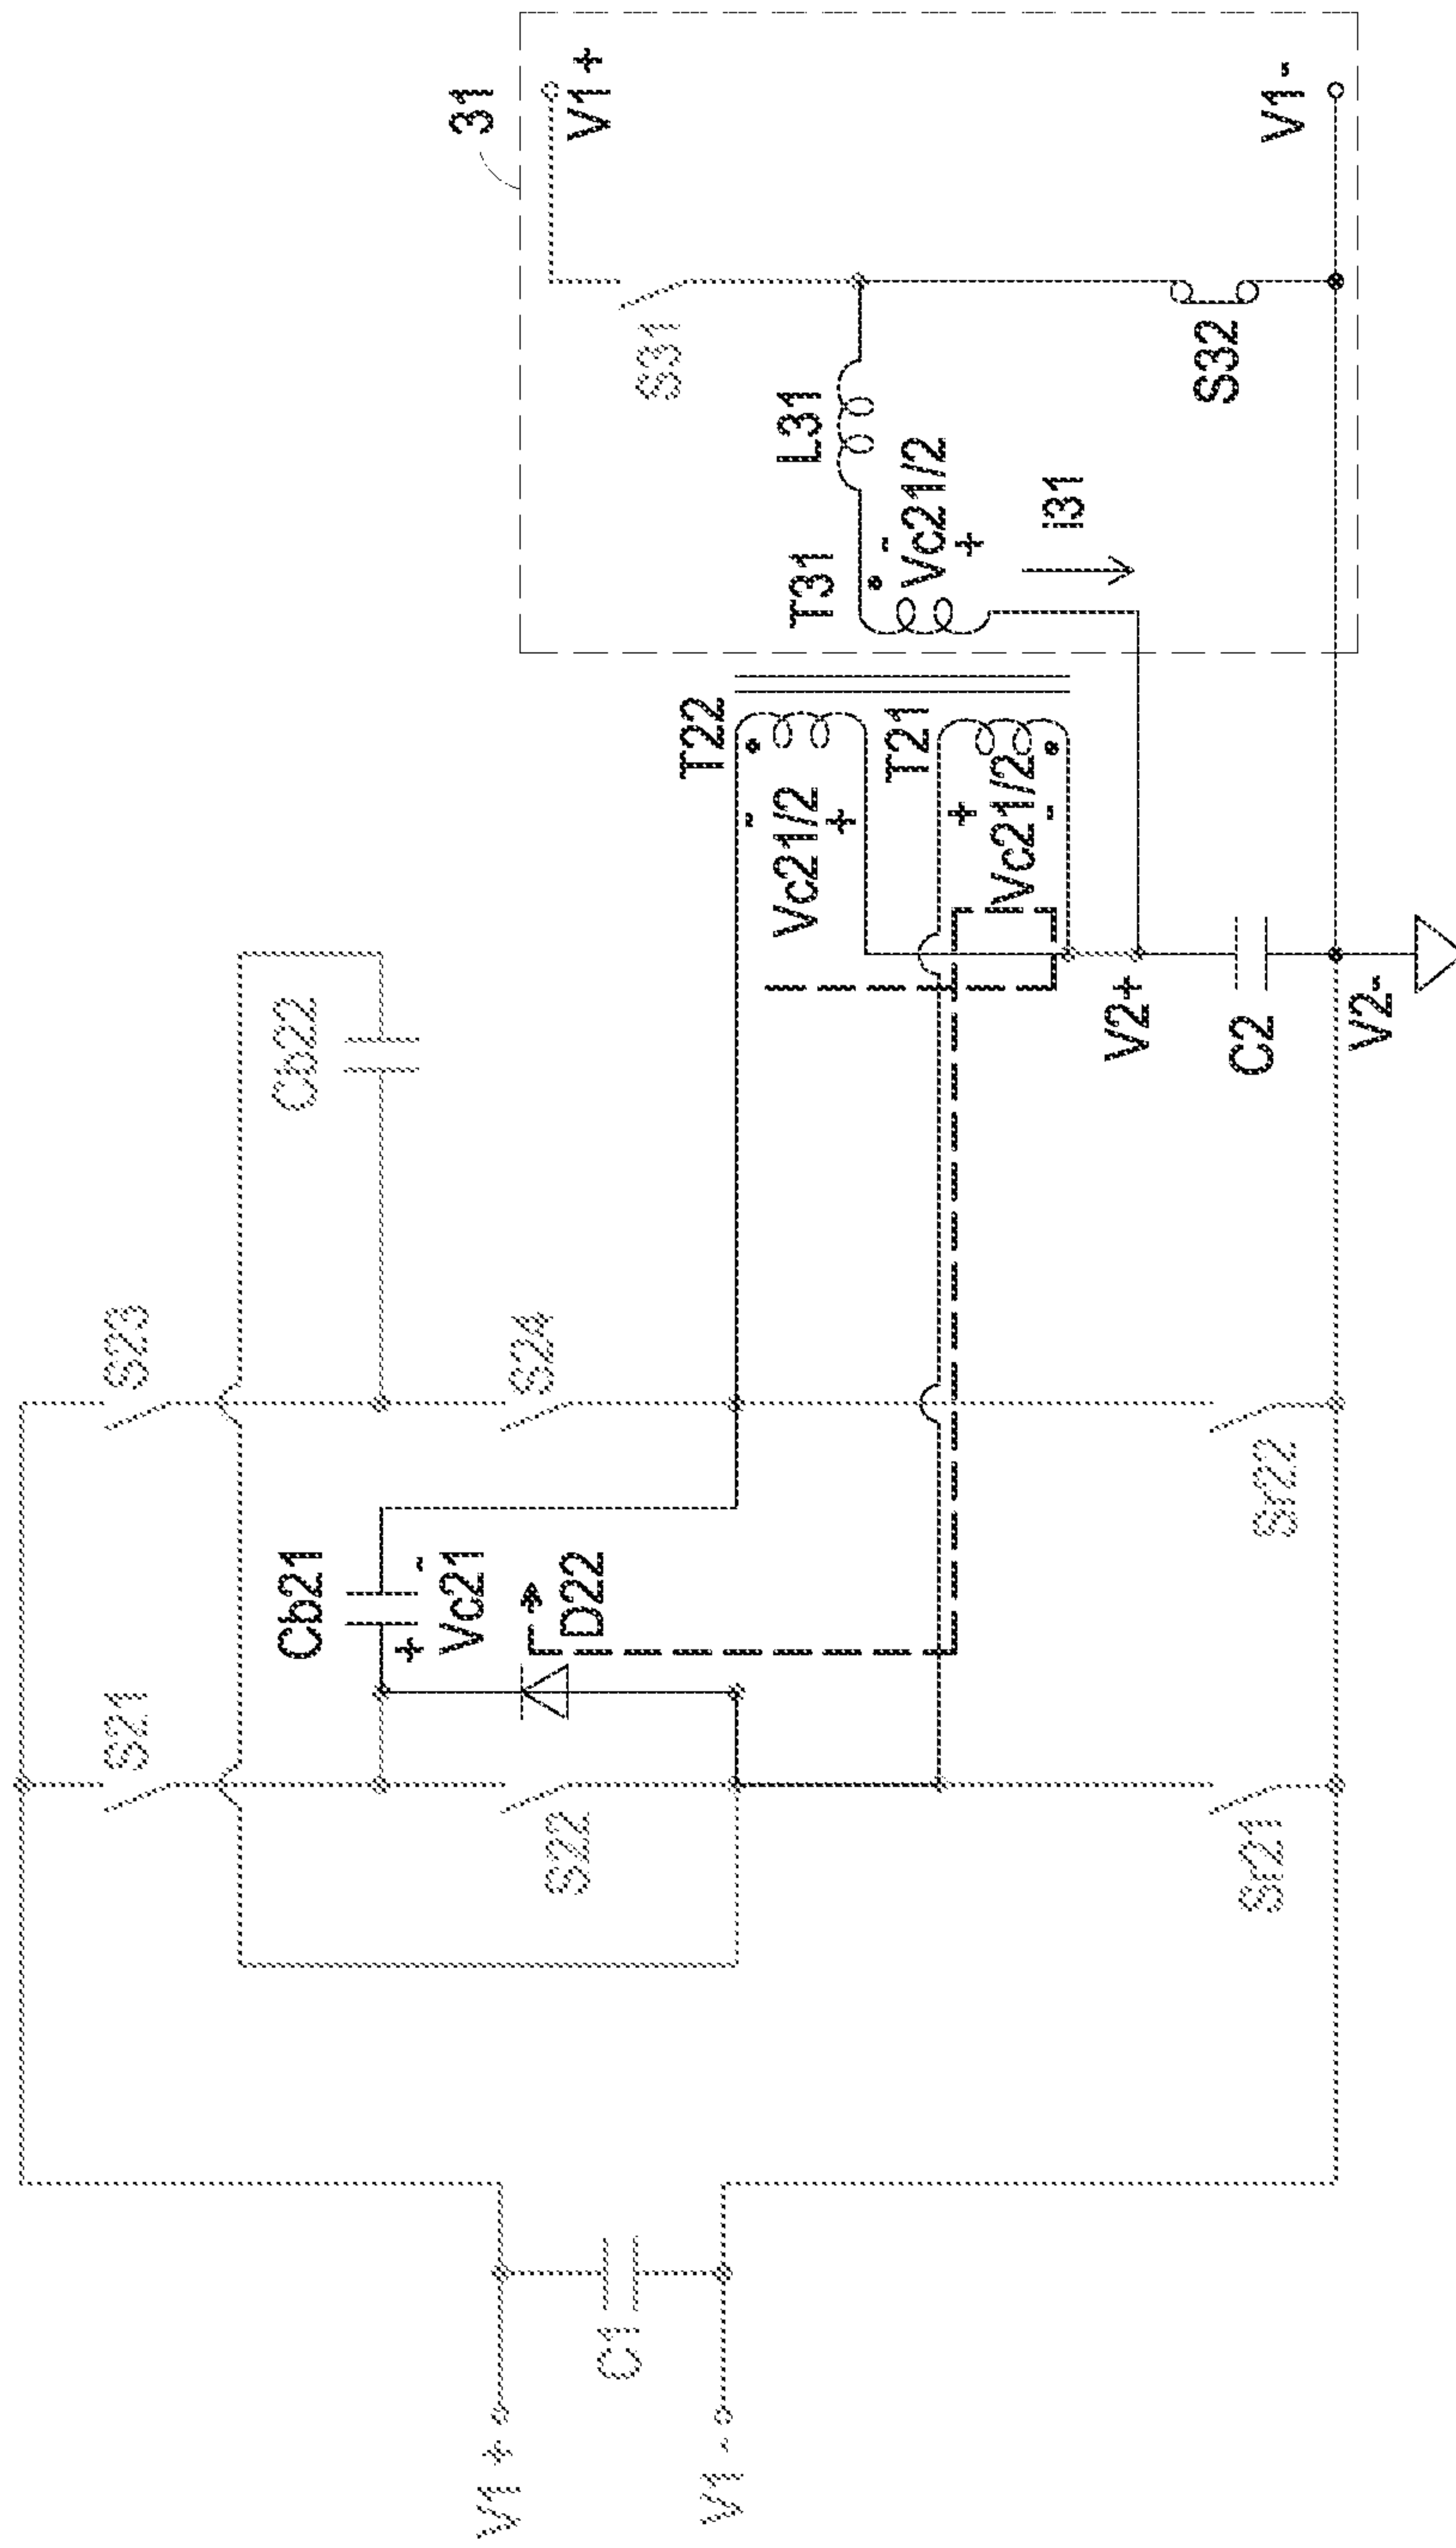 31
V1+
V1-
S31
S32
L31
T31
-
Vc21/2
+
i31
T22
-
Vc21/2
+
T21
+
Vc21/2
-
Cb22
V2+
C2
V2-
S23
S24
Sr22
Cb21
+
Vc21
-
D22
S21
S22
Sr21
C1
V1+
V1-